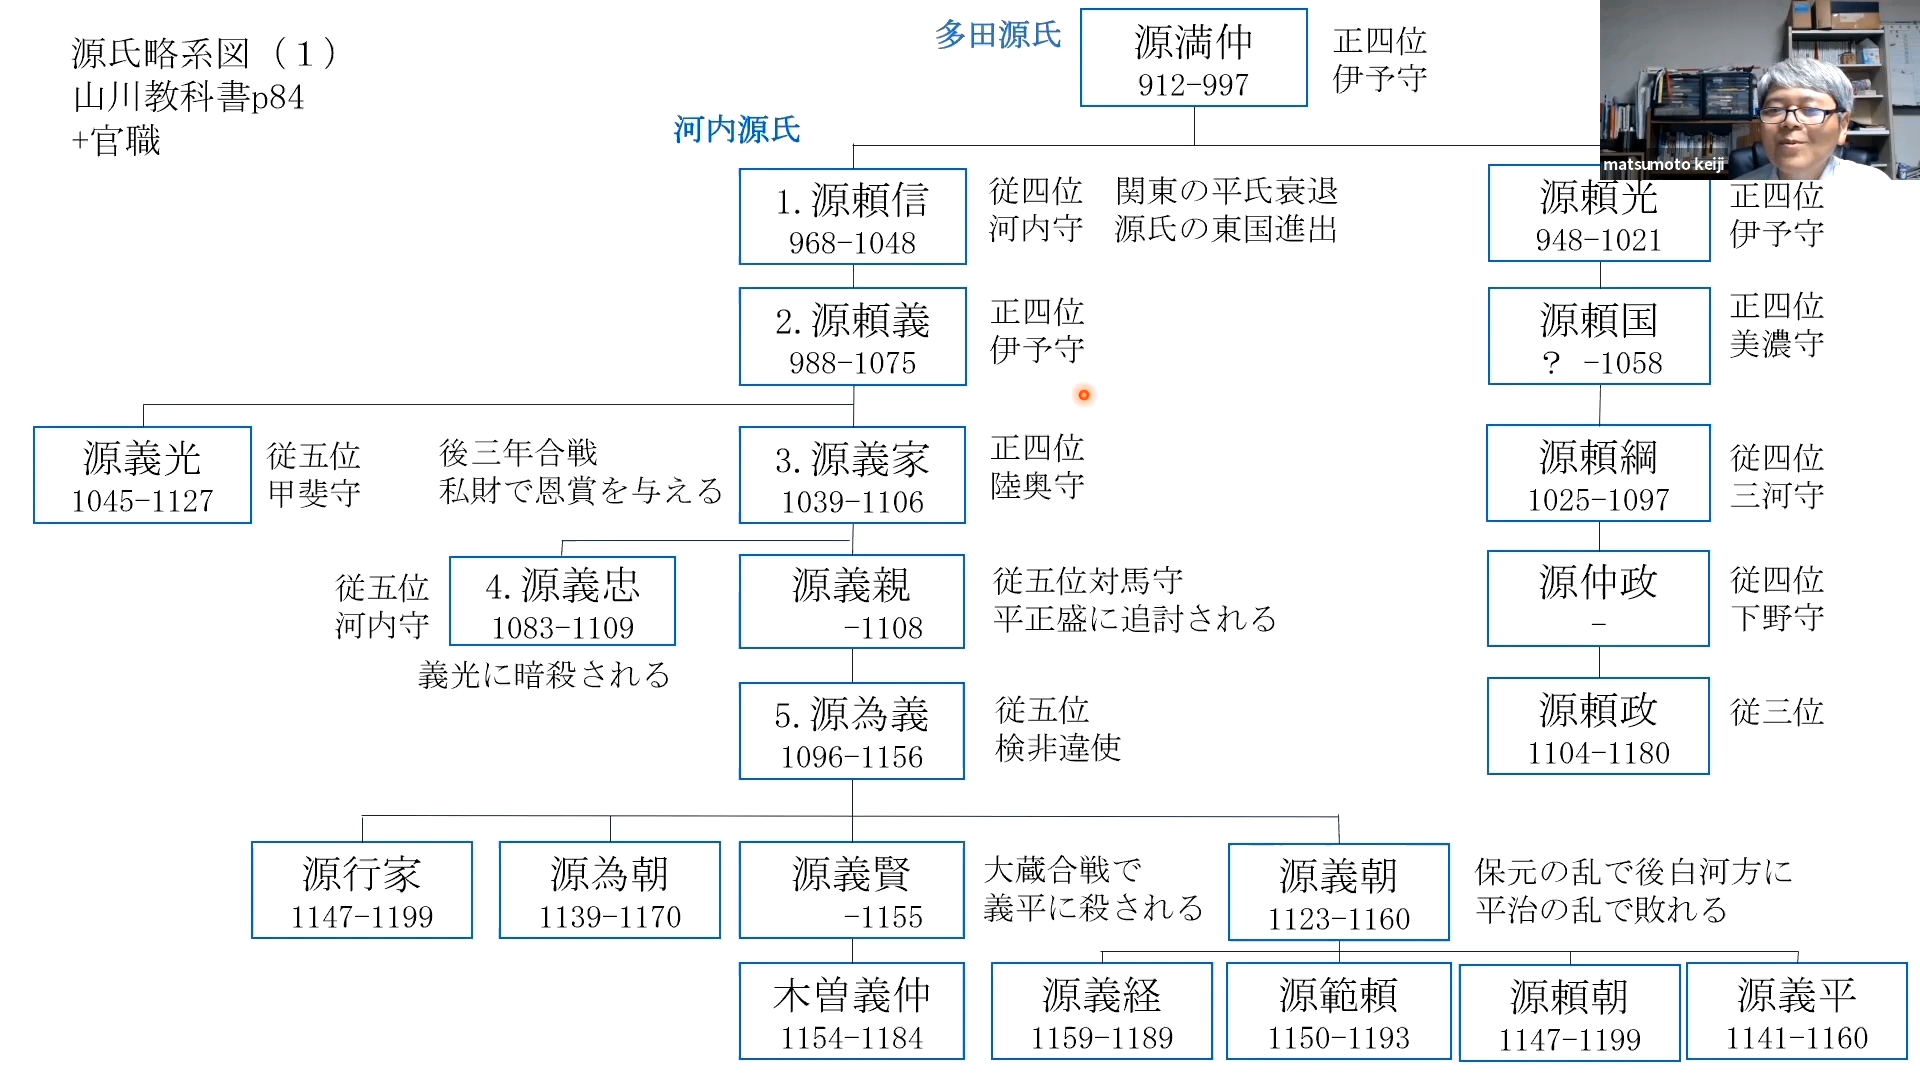 源氏略系図（１）
山川教科書p84
+官職
多田源氏
源満仲
912-997
正四位
伊予守
河内源氏
matsumoto keiji
1.源頼信
968-1048
従四位　関東の平氏衰退
河内守　源氏の東国進出
源頼光
948-1021
正四位
伊予守
2.源頼義
988-1075
正四位
伊予守
源頼国
？ -1058
正四位
美濃守
源義光
1045-1127
従五位
甲斐守
後三年合戦
私財で恩賞を与える
3.源義家
1039-1106
正四位
陸奥守
源頼綱
1025-1097
従四位
三河守
従五位
河内守
4.源義忠
1083-1109
義光に暗殺される
源義親
-1108
従五位対馬守
平正盛に追討される
源仲政
-
従四位
下野守
5.源為義
1096-1156
従五位
検非違使
源頼政
1104-1180
従三位
源行家
1147-1199
源為朝
1139-1170
源義賢
-1155
大蔵合戦で
義平に殺される
源義朝
1123-1160
保元の乱で後白河方に
平治の乱で敗れる
木曽義仲
1154-1184
源義経
1159-1189
源範頼
1150-1193
源頼朝
1147-1199
源義平
1141-1160